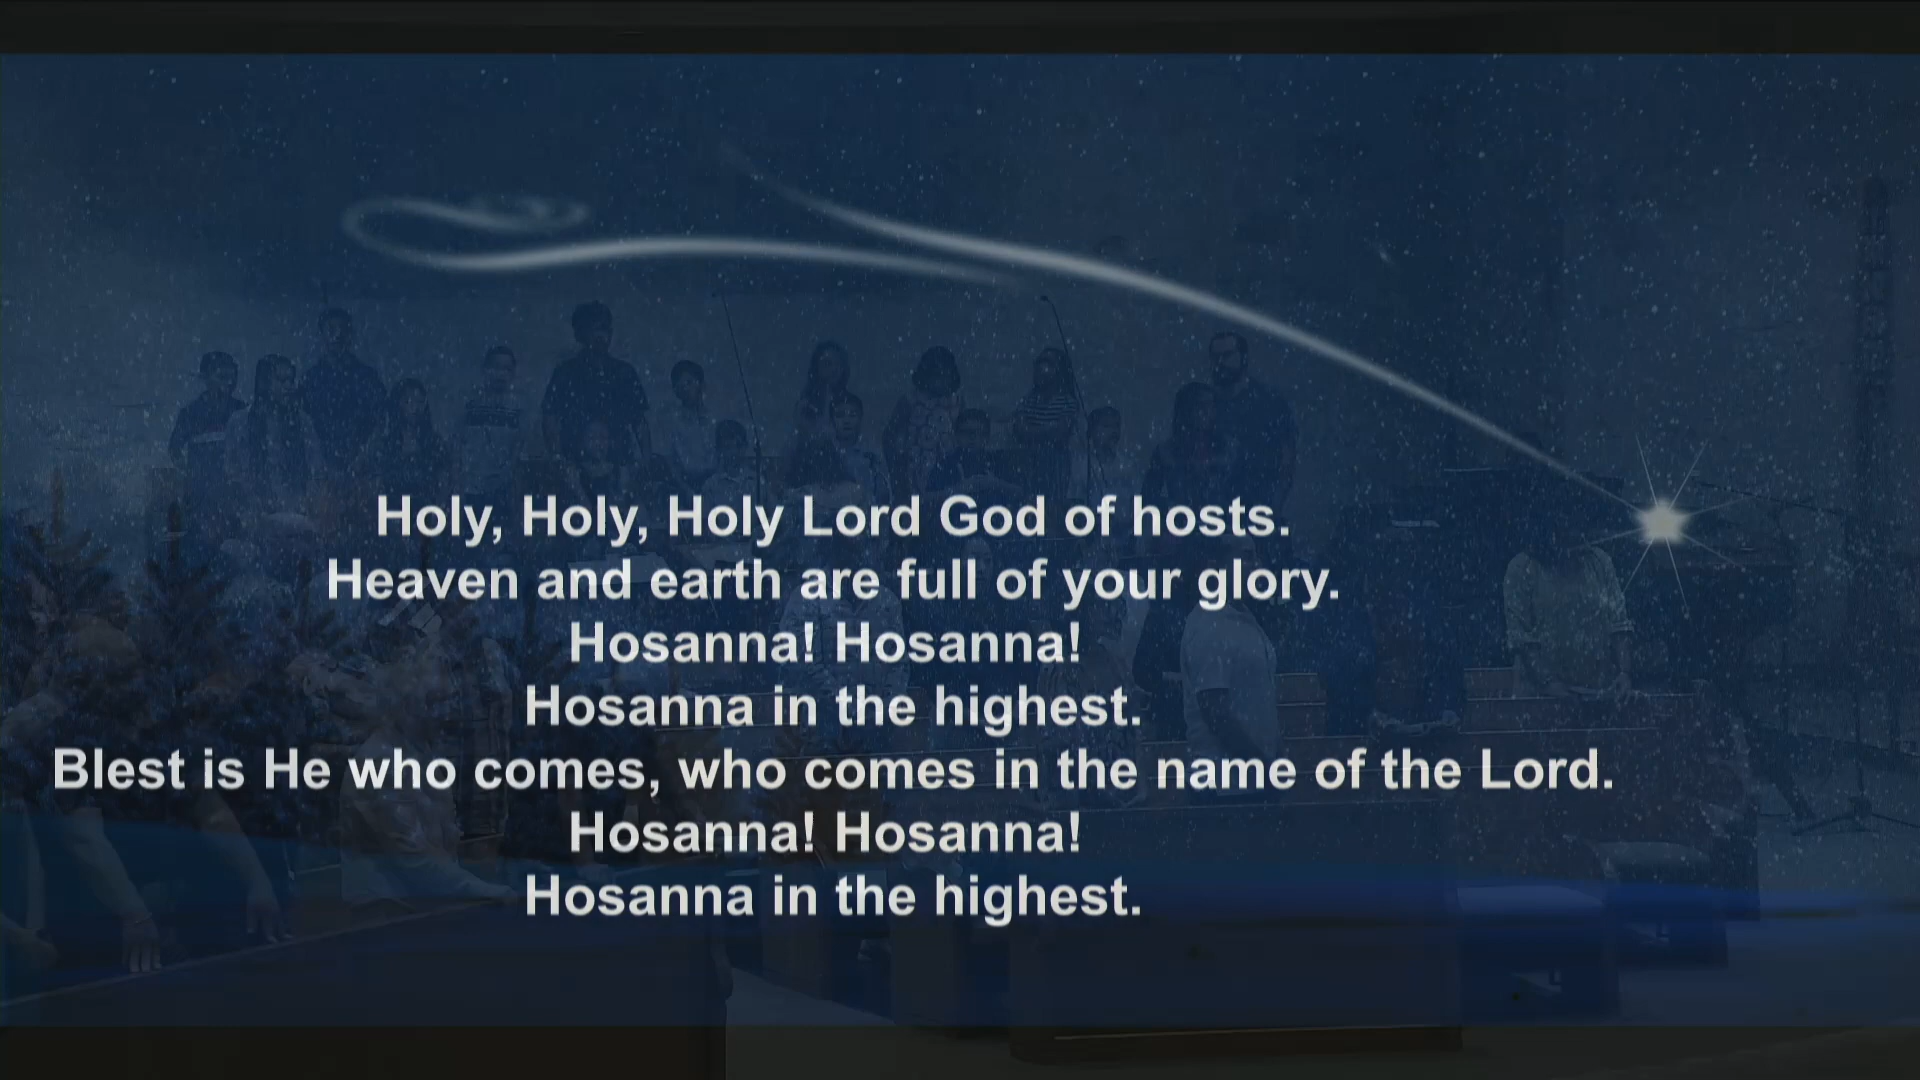 Holy, Holy, Holy Lord God of hosts.
Heaven and earth are full of your glory.
Hosanna! Hosanna!
Hosanna in the highest.
Blest is He who comes, who comes in the name of the Lord.
Hosanna! Hosanna!
Hosanna in the highest.